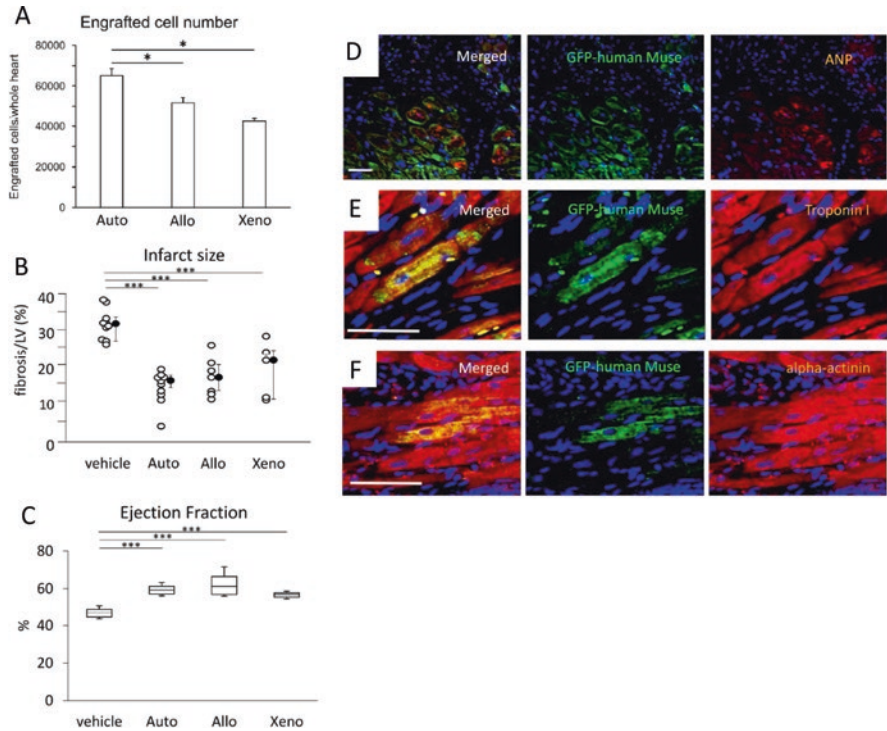 A
Engrafted cell number
Engrafted cells/whole heart
80000
60000
40000
20000
0
*
*
Auto Allo Xeno
B
Infarct size
fibrosis/LV (%)
40
30
20
10
0
***
***
***
vehicle Auto Allo Xeno
C
Ejection Fraction
%
80
60
40
60
0
***
***
***
vehicle Auto Allo Xeno
D
Merged
GFP-human Muse
ANP
E
Merged
GFP-human Muse
Troponin I
F
Merged
GFP-human Muse
alpha-actinin